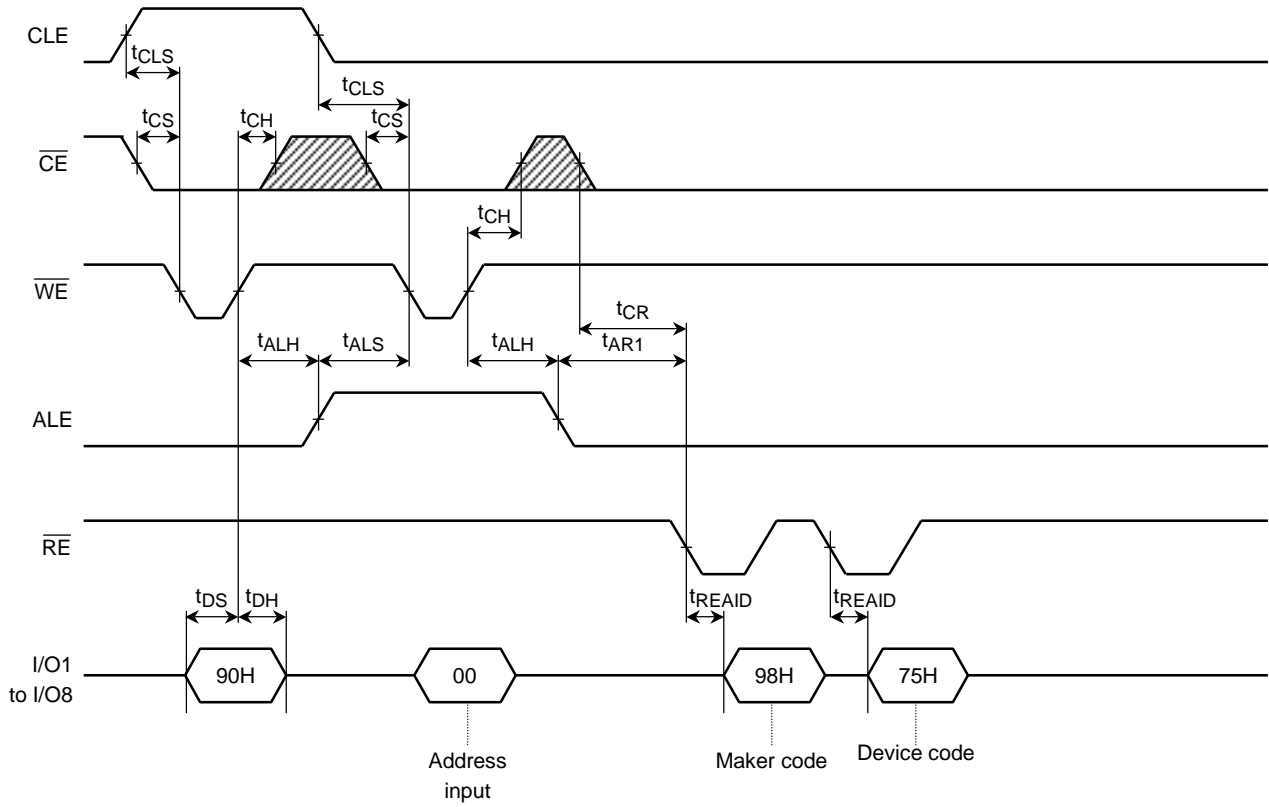 CLE
tCLS
tCLS
tCS
tCH
tCS
CE
tCH
WE
tCR
tALH
tALS
tALH
tAR1
ALE
RE
tDS
tDH
tREAID
tREAID
I/O1
to I/O8
90H
00
98H
75H
Address
input
Maker code
Device code